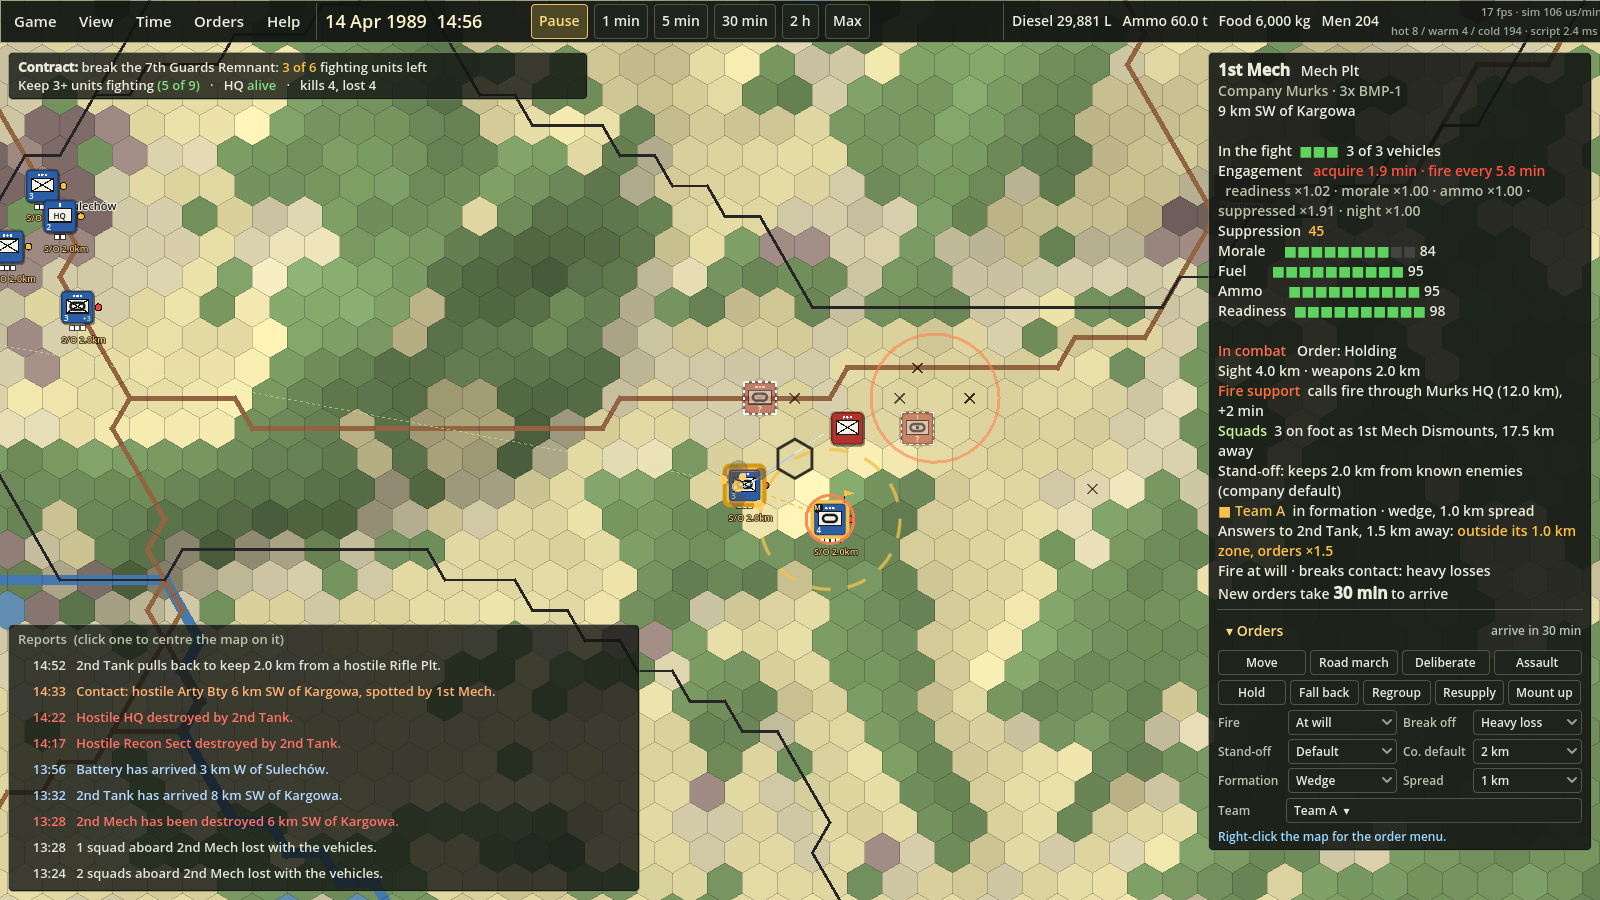 Game View Time Orders Help 14 Apr 1989 14:56 Pause 1 min 5 min 30 min 2 h Max Diesel 29,881 L Ammo 60.0 t Food 6,000 kg Men 204
17 fps · sim 106 us/min
hot 8 / warm 4 / cold 194 · script 2.4 ms
Contract: break the 7th Guards Remnant: 3 of 6 fighting units left
Keep 3+ units fighting (5 of 9) · HQ alive · kills 4, lost 4
3
S/O
HQ
2
S/O 2.0km
0 2.0km
3 +3
S/O 2.0km
?
?
3
S/O 2.0km
M
4
S/O 2.0km
1st Mech Mech Plt
Company Murks · 3x BMP-1
9 km SW of Kargowa
In the fight 3 of 3 vehicles
Engagement acquire 1.9 min · fire every 5.8 min
readiness ×1.02 · morale ×1.00 · ammo ×1.00 ·
suppressed ×1.91 · night ×1.00
Suppression 45
Morale 84
Fuel 95
Ammo 95
Readiness 98
In combat Order: Holding
Sight 4.0 km · weapons 2.0 km
Fire support calls fire through Murks HQ (12.0 km),
+2 min
Squads 3 on foot as 1st Mech Dismounts, 17.5 km
away
Stand-off: keeps 2.0 km from known enemies
(company default)
Team A in formation · wedge, 1.0 km spread
Answers to 2nd Tank, 1.5 km away: outside its 1.0 km
zone, orders ×1.5
Fire at will · breaks contact: heavy losses
New orders take 30 min to arrive
▾ Orders arrive in 30 min
Move Road march Deliberate Assault
Hold Fall back Regroup Resupply Mount up
Fire At will Break off Heavy loss
Stand-off Default Co. default 2 km
Formation Wedge Spread 1 km
Team Team A ▾
Right-click the map for the order menu.
Reports (click one to centre the map on it)
14:52 2nd Tank pulls back to keep 2.0 km from a hostile Rifle Plt.
14:33 Contact: hostile Arty Bty 6 km SW of Kargowa, spotted by 1st Mech.
14:22 Hostile HQ destroyed by 2nd Tank.
14:17 Hostile Recon Sect destroyed by 2nd Tank.
13:56 Battery has arrived 3 km W of Sulechów.
13:32 2nd Tank has arrived 8 km SW of Kargowa.
13:28 2nd Mech has been destroyed 6 km SW of Kargowa.
13:28 1 squad aboard 2nd Mech lost with the vehicles.
13:24 2 squads aboard 2nd Mech lost with the vehicles.